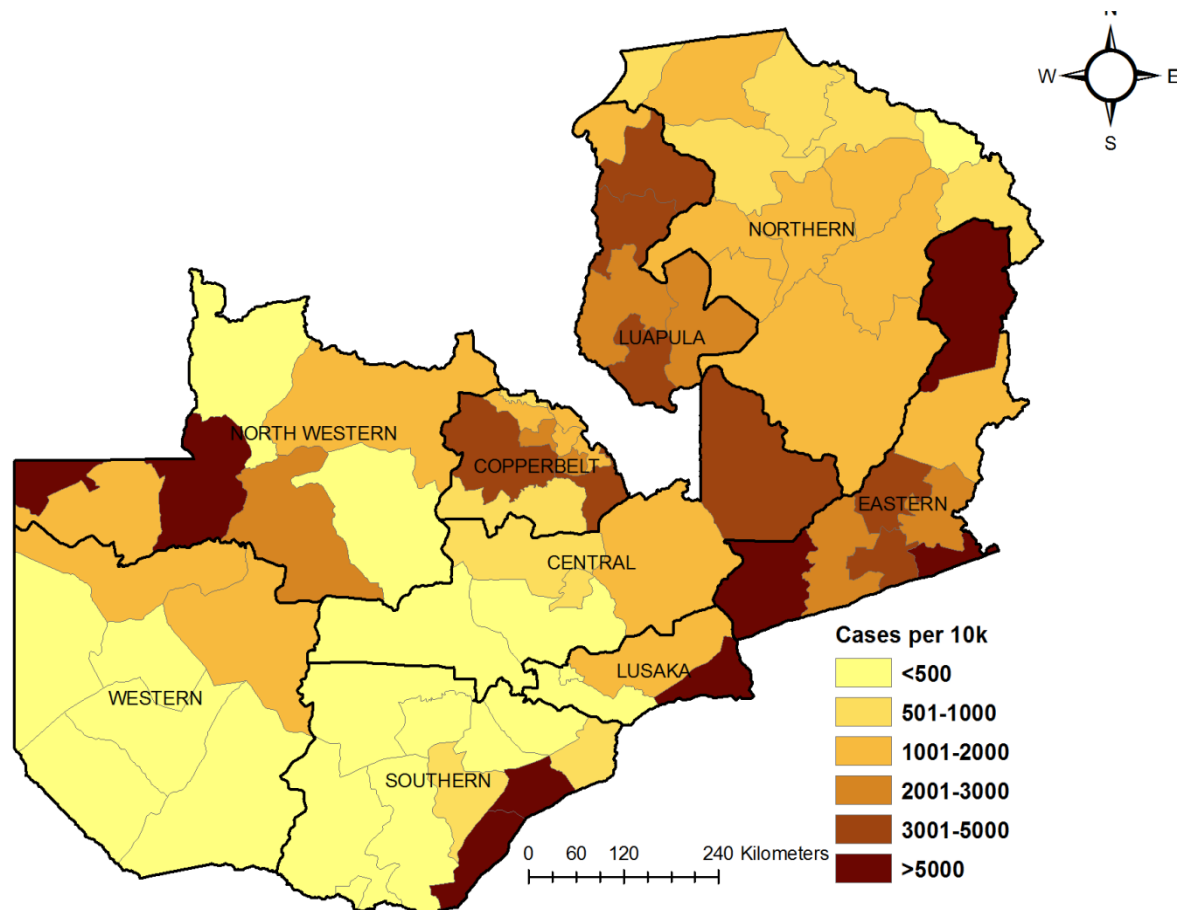 N
W
E
S
NORTHERN
LUAPULA
NORTH WESTERN
COPPERBELT
EASTERN
CENTRAL
LUSAKA
WESTERN
SOUTHERN
Cases per 10k
<500
501-1000
1001-2000
2001-3000
3001-5000
>5000
0 60 120 240 Kilometers